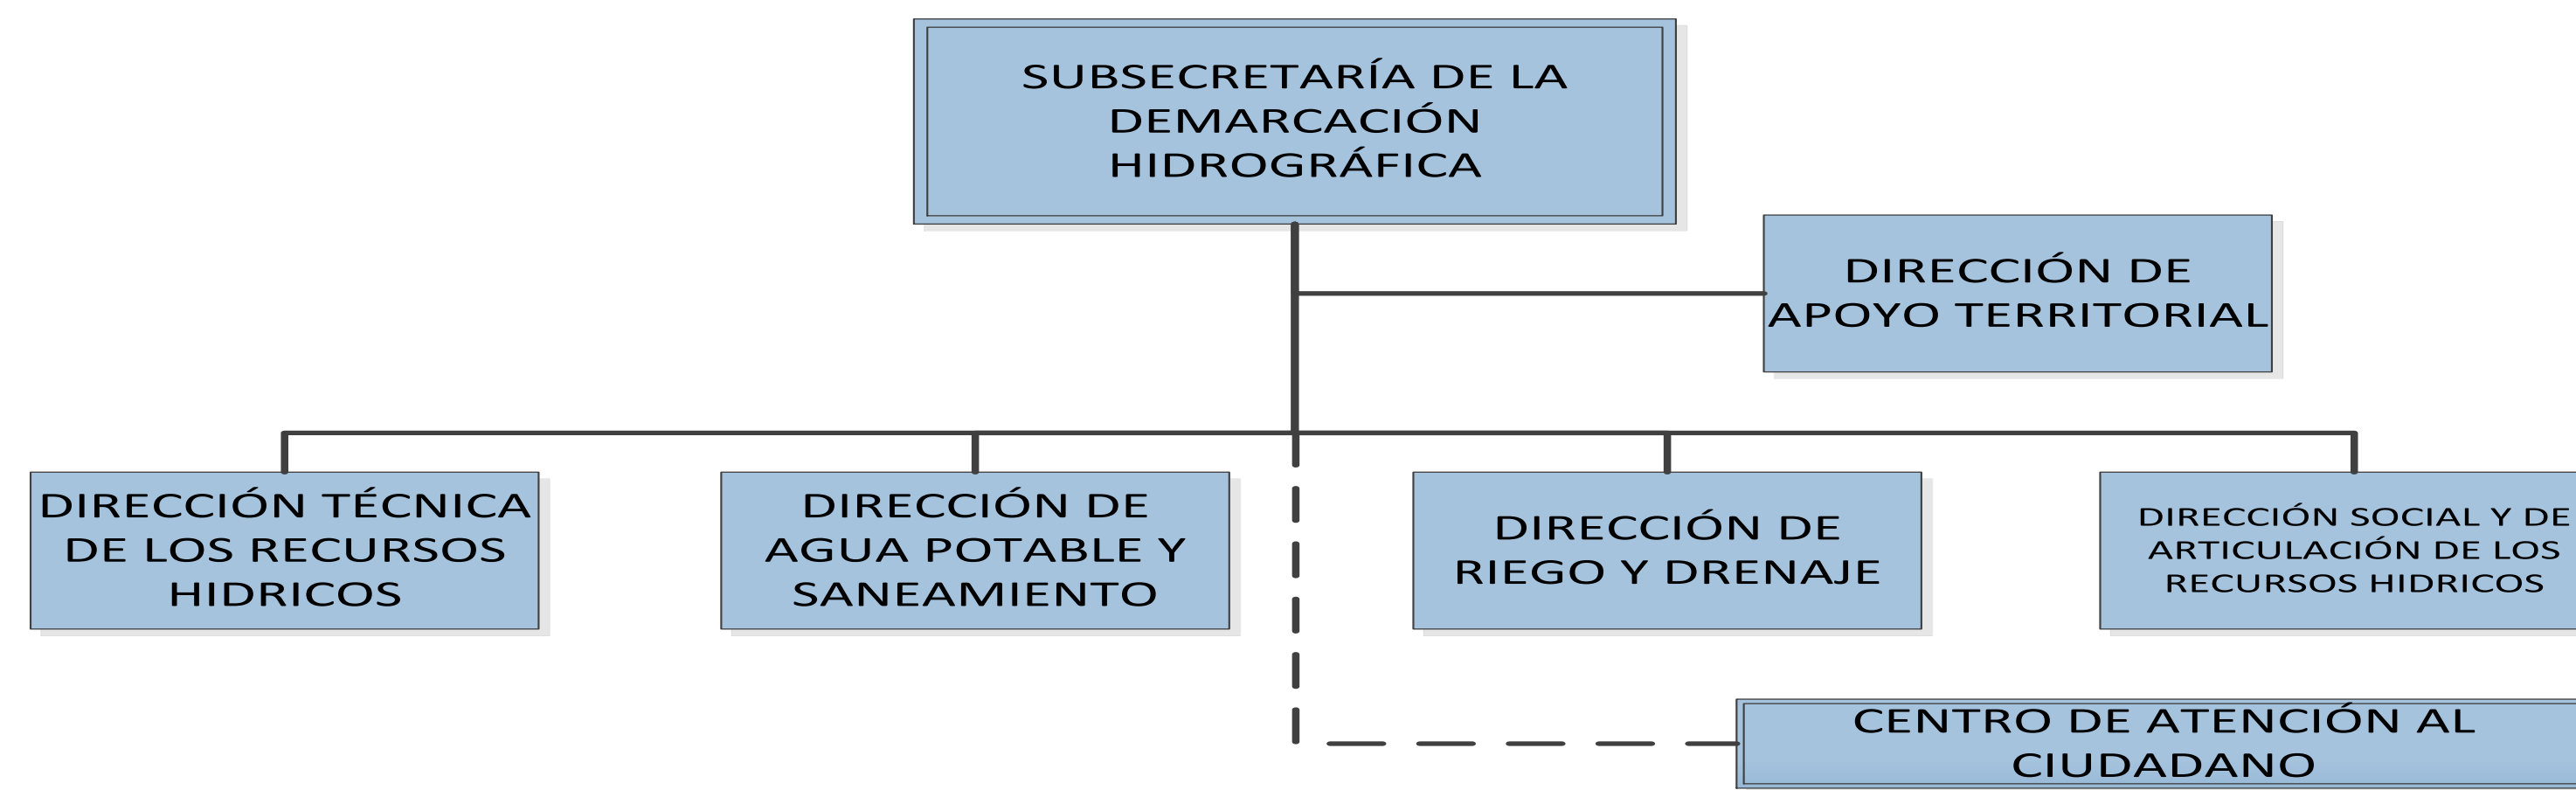 SUBSECRETARÍA DE LA
DEMARCACIÓN
HIDROGRÁFICA
DIRECCIÓN DE
APOYO TERRITORIAL
DIRECCIÓN TÉCNICA
DE LOS RECURSOS
HIDRICOS
DIRECCIÓN DE
AGUA POTABLE Y
SANEAMIENTO
DIRECCIÓN DE
RIEGO Y DRENAJE
DIRECCIÓN SOCIAL Y DE
ARTICULACIÓN DE LOS
RECURSOS HIDRICOS
CENTRO DE ATENCIÓN AL
CIUDADANO